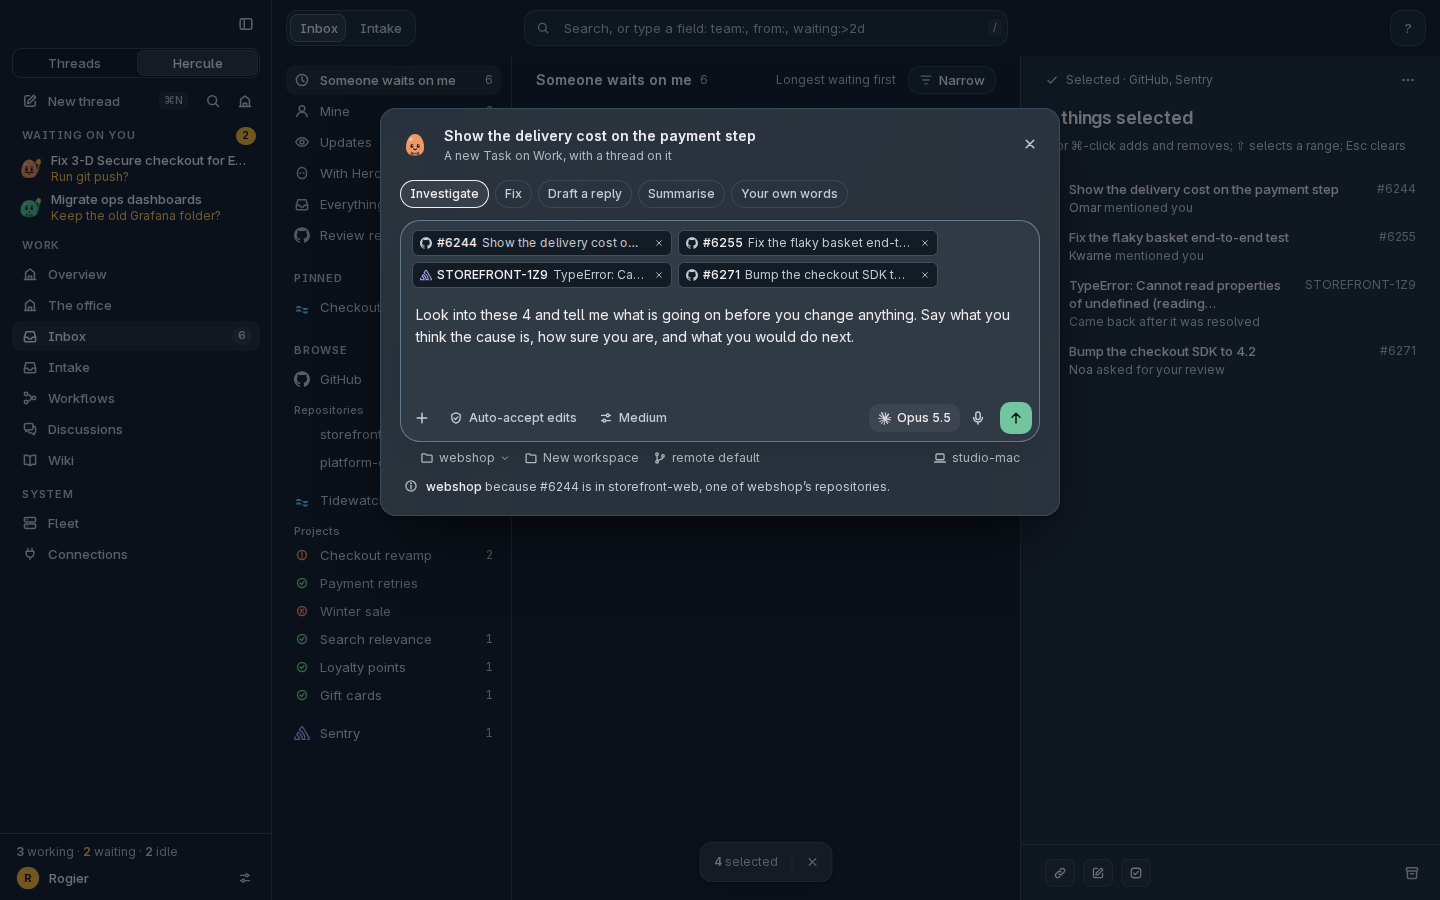 Inbox
Intake
Search, or type a field: team:, from:, waiting:>2d
/
?
Threads
Hercule
New thread
⌘N
WAITING ON YOU
2
Fix 3-D Secure checkout for E...
Run git push?
Migrate ops dashboards
Keep the old Grafana folder?
WORK
Overview
The office
Inbox
6
Intake
Workflows
Discussions
Wiki
SYSTEM
Fleet
Connections
3 working · 2 waiting · 2 idle
R
Rogier
Someone waits on me
6
Mine
Updates
With Herc
Everything
Review re
PINNED
Checkout
BROWSE
GitHub
Repositories
storefront
platform-
Tidewatc
Projects
Checkout revamp
2
Payment retries
Winter sale
Search relevance
1
Loyalty points
1
Gift cards
1
Sentry
1
Someone waits on me
6
Longest waiting first
Narrow
Show the delivery cost on the payment step
A new Task on Work, with a thread on it
Investigate
Fix
Draft a reply
Summarise
Your own words
#6244 Show the delivery cost o...
#6255 Fix the flaky basket end-t...
STOREFRONT-1Z9 TypeError: Ca...
#6271 Bump the checkout SDK t...
Look into these 4 and tell me what is going on before you change anything. Say what you
think the cause is, how sure you are, and what you would do next.
Auto-accept edits
Medium
Opus 5.5
webshop
New workspace
remote default
studio-mac
webshop because #6244 is in storefront-web, one of webshop's repositories.
4 selected
Selected · GitHub, Sentry
things selected
or ⌘-click adds and removes; ⇧ selects a range; Esc clears
Show the delivery cost on the payment step
#6244
Omar mentioned you
Fix the flaky basket end-to-end test
#6255
Kwame mentioned you
TypeError: Cannot read properties
of undefined (reading...
STOREFRONT-1Z9
Came back after it was resolved
Bump the checkout SDK to 4.2
#6271
Noa asked for your review